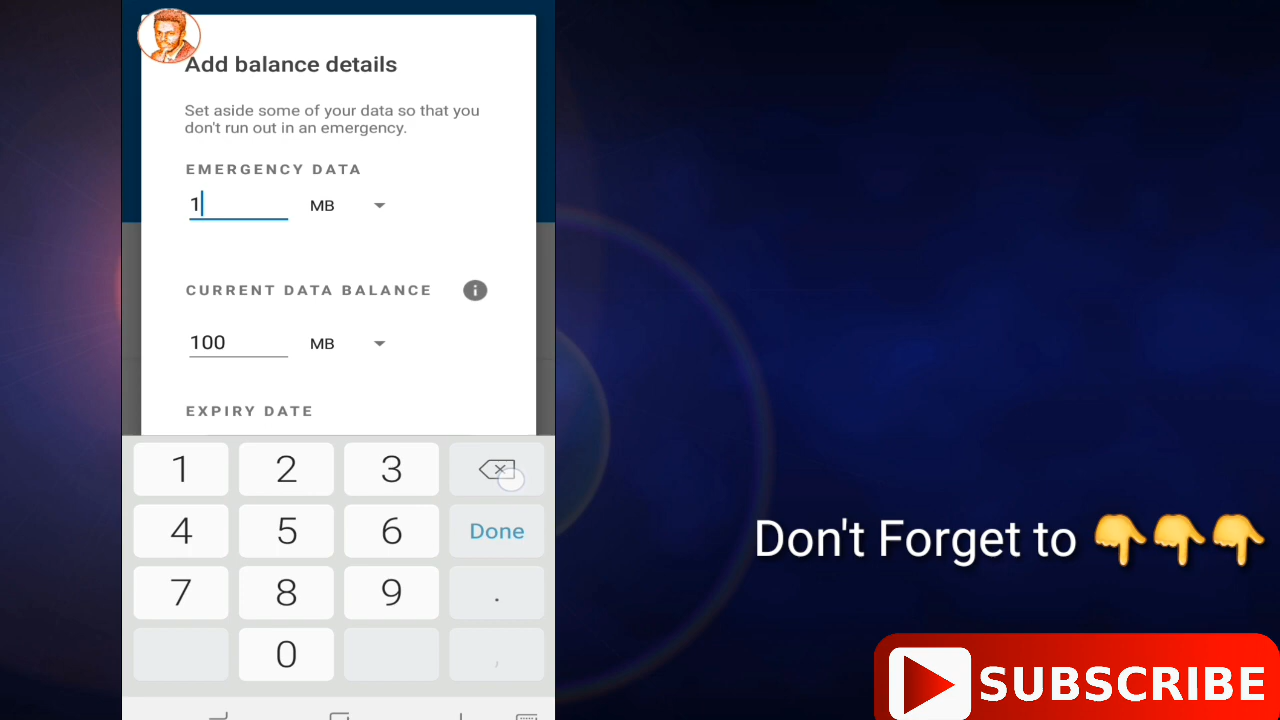 Add balance details
Set aside some of your data so that you
don't run out in an emergency.
EMERGENCY DATA
1 MB
CURRENT DATA BALANCE
100 MB
EXPIRY DATE
1 2 3
4 5 6 Done
7 8 9 .
0 ,
Don't Forget to 👇👇👇
SUBSCRIBE